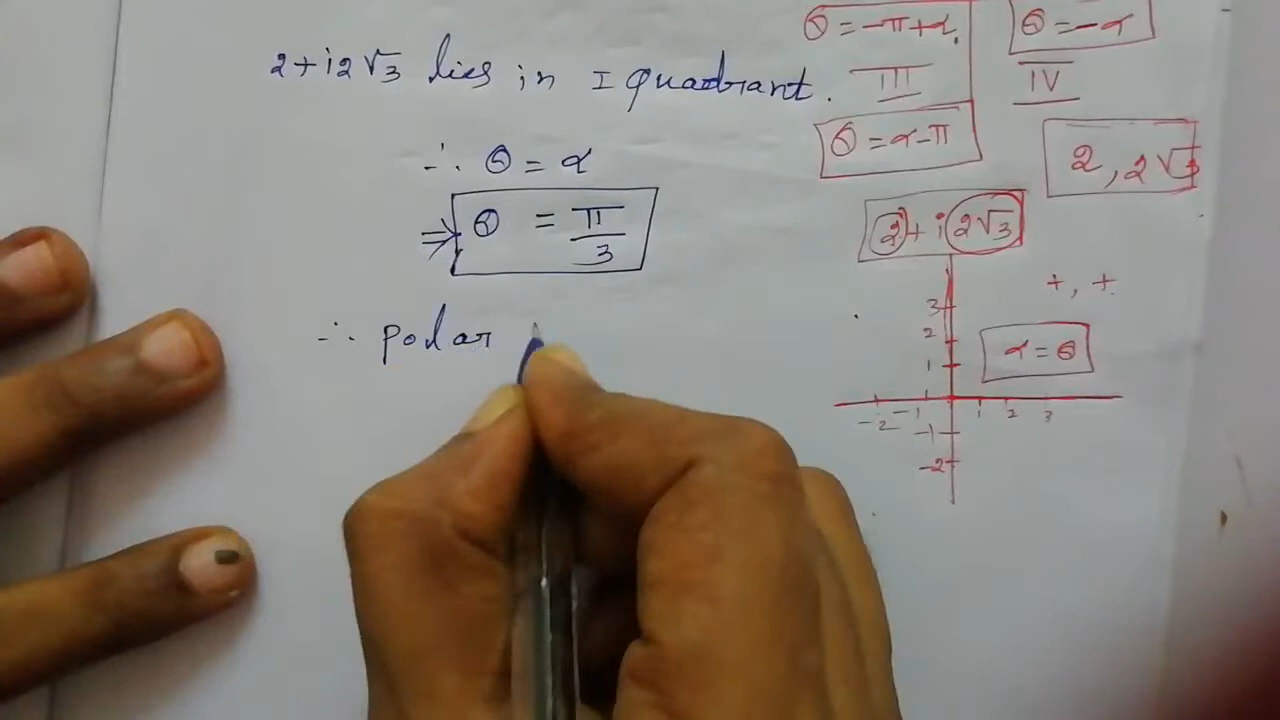 2+i2√3 lies in I quadrant.
∴ θ = α
⇒ θ = π/3
∴ polar
θ = -π+α.
θ = -α
III
IV
θ = α-π
2, 2√3
2+i2√3
+, +
α = θ
3
2
1
-2 -1 1 2 3
-1
-2